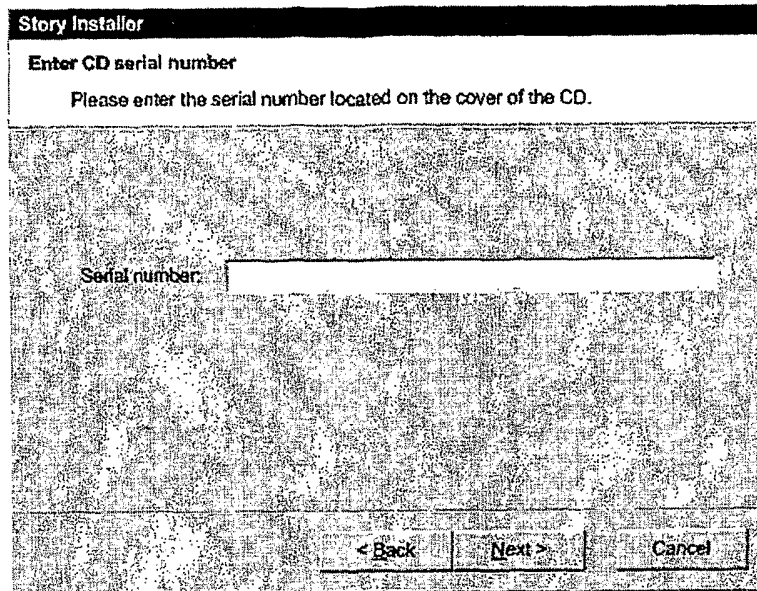 Story Installer
Enter CD serial number
Please enter the serial number located on the cover of the CD.
Serial number:
< Back
Next >
Cancel